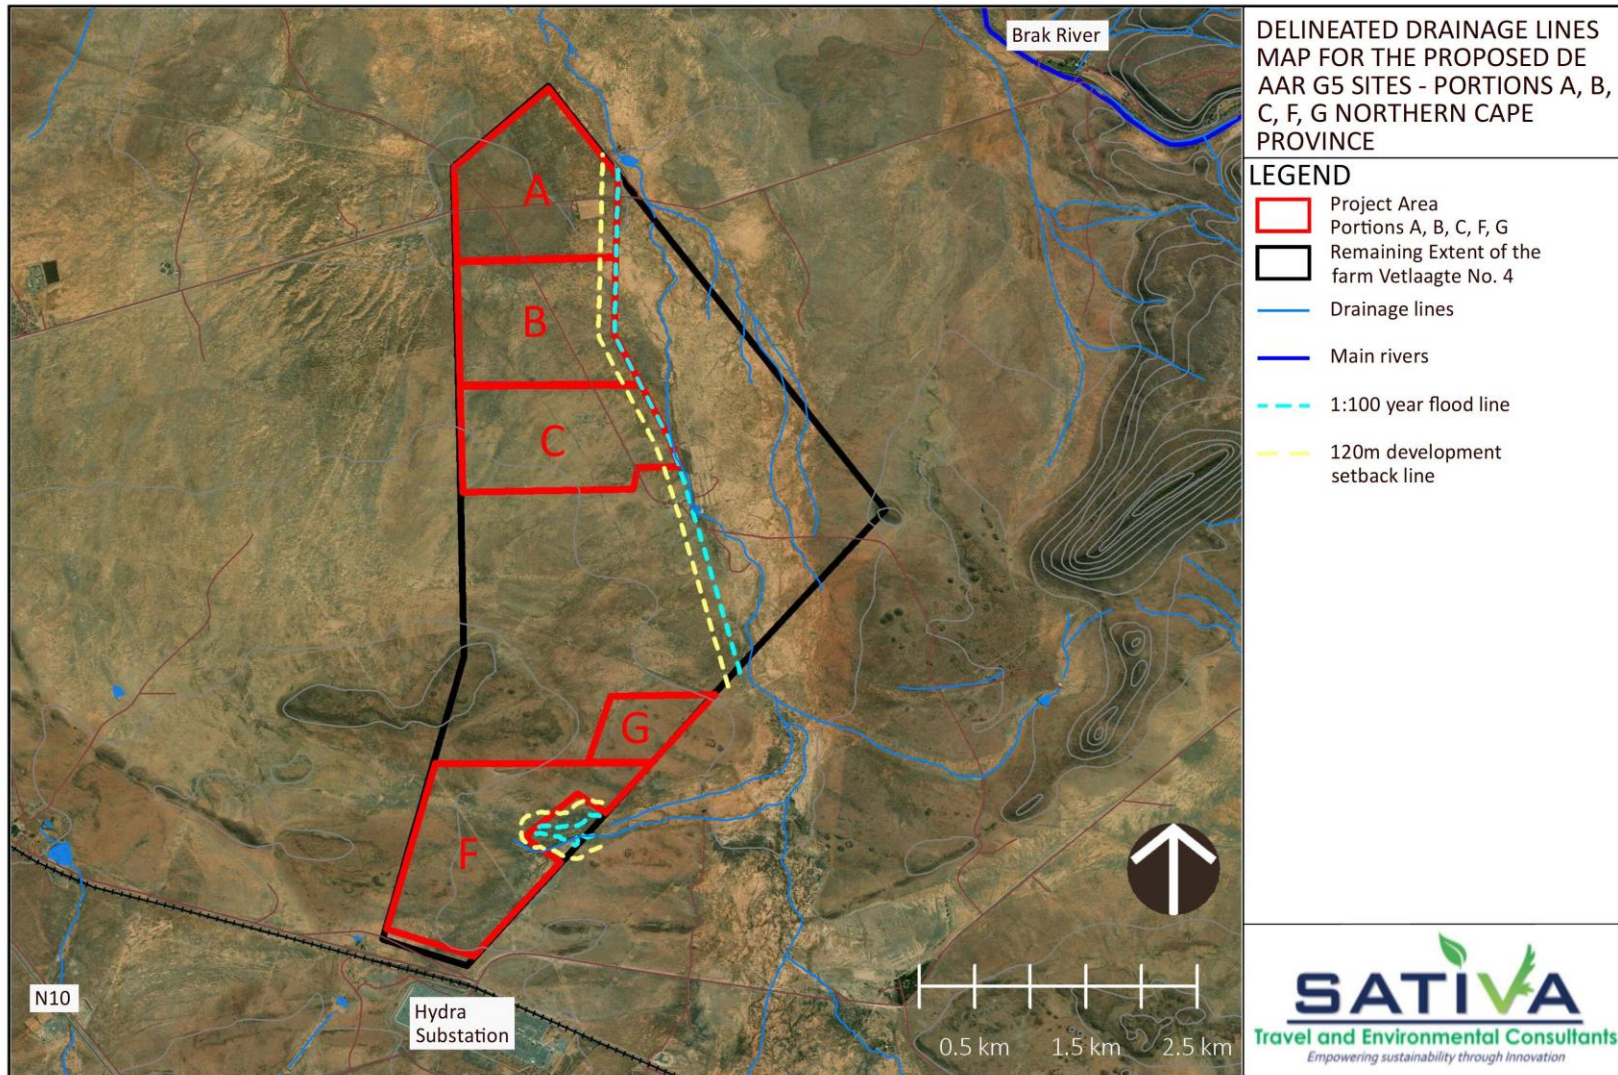 Brak River
A
B
C
G
F
N10
Hydra
Substation
0.5 km 1.5 km 2.5 km
DELINEATED DRAINAGE LINES
MAP FOR THE PROPOSED DE
AAR G5 SITES - PORTIONS A, B,
C, F, G NORTHERN CAPE
PROVINCE
LEGEND
Project Area
Portions A, B, C, F, G
Remaining Extent of the
farm Vetlaagte No. 4
Drainage lines
Main rivers
1:100 year flood line
120m development
setback line
SATIVA
Travel and Environmental Consultants
Empowering sustainability through Innovation